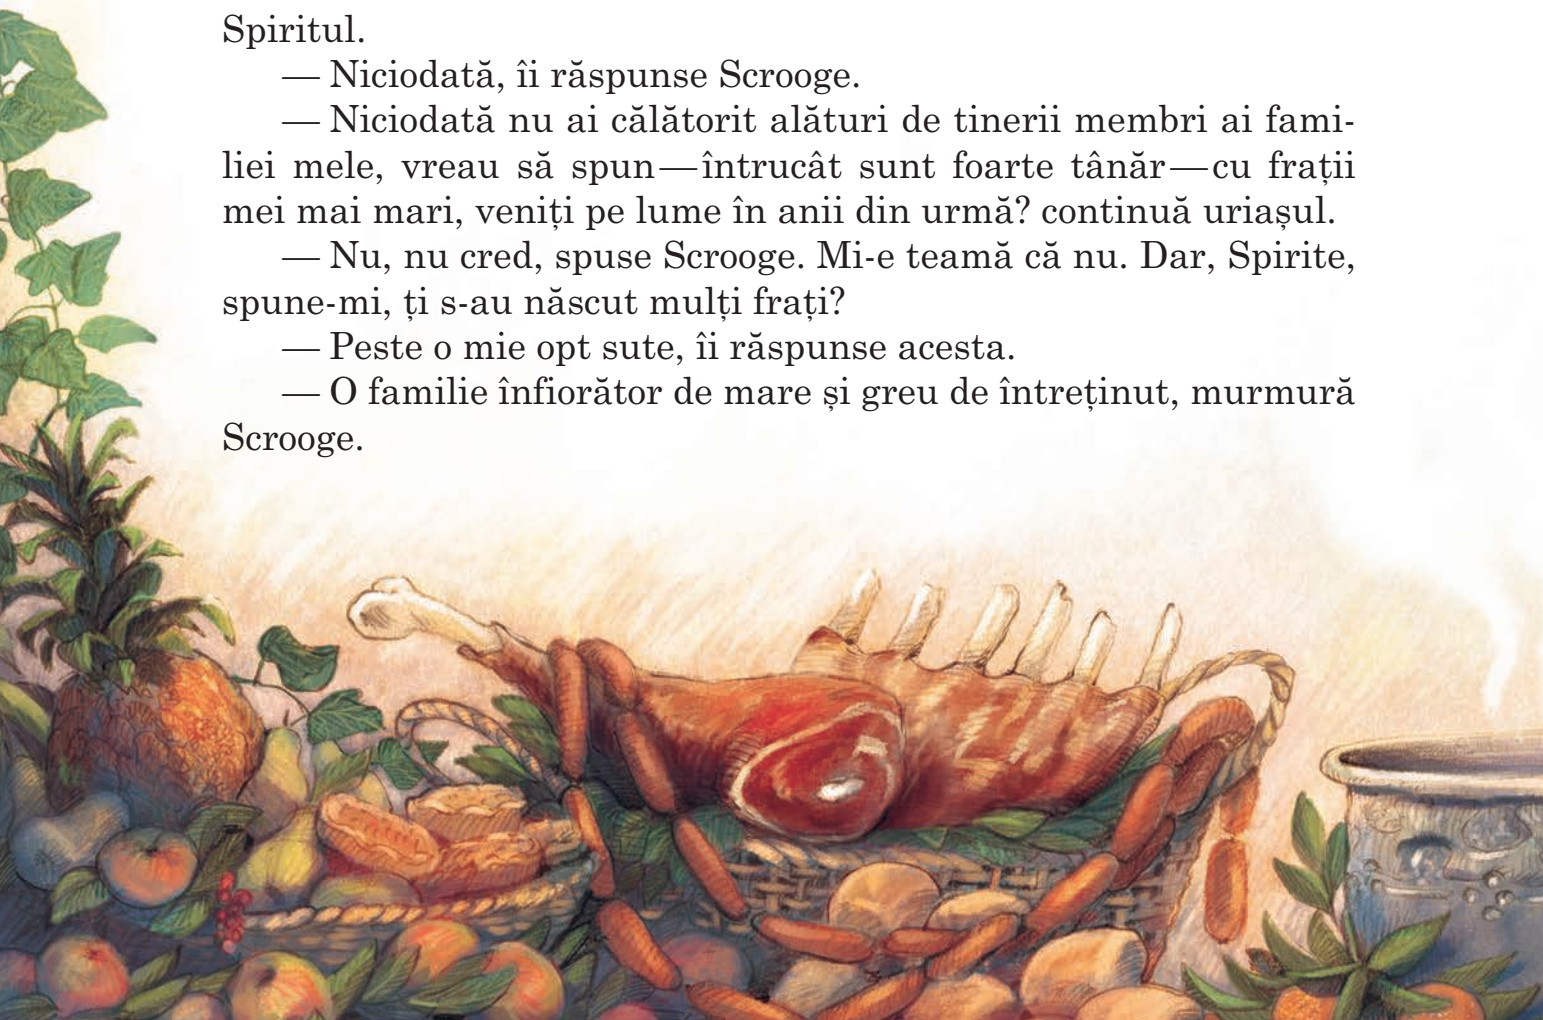 Spiritul.
— Niciodată, îi răspunse Scrooge.
— Niciodată nu ai călătorit alături de tinerii membri ai fami-
liei mele, vreau să spun — întrucât sunt foarte tânăr — cu frații
mei mai mari, veniți pe lume în anii din urmă? continuă uriașul.
— Nu, nu cred, spuse Scrooge. Mi-e teamă că nu. Dar, Spirite,
spune-mi, ți s-au născut mulți frați?
— Peste o mie opt sute, îi răspunse acesta.
— O familie înfiorător de mare și greu de întreținut, murmură
Scrooge.